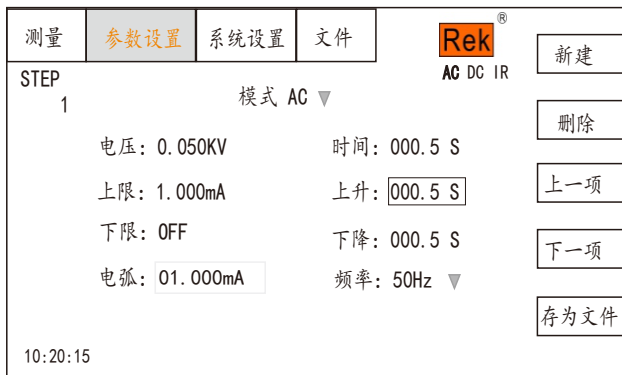 测量 参数设置 系统设置 文件 Rek ® 新建
STEP AC DC IR
1 模式 AC ▼ 删除
电压: 0.050KV 时间: 000.5 S
上限: 1.000mA 上升: 000.5 S 上一项
下限: OFF 下降: 000.5 S 下一项
电弧: 01.000mA 频率: 50Hz ▼
存为文件
10:20:15